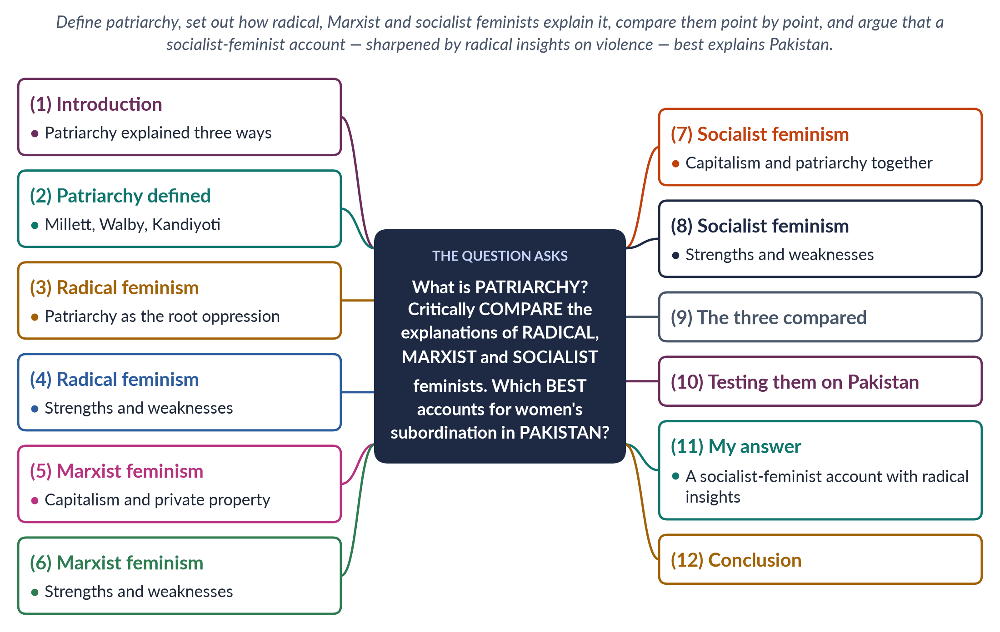 Define patriarchy, set out how radical, Marxist and socialist feminists explain it, compare them point by point, and argue that a
socialist-feminist account — sharpened by radical insights on violence — best explains Pakistan.
(1) Introduction
• Patriarchy explained three ways
(2) Patriarchy defined
• Millett, Walby, Kandiyoti
(3) Radical feminism
• Patriarchy as the root oppression
(4) Radical feminism
• Strengths and weaknesses
(5) Marxist feminism
• Capitalism and private property
(6) Marxist feminism
• Strengths and weaknesses
THE QUESTION ASKS
What is PATRIARCHY?
Critically COMPARE the
explanations of RADICAL,
MARXIST and SOCIALIST
feminists. Which BEST
accounts for women's
subordination in PAKISTAN?
(7) Socialist feminism
• Capitalism and patriarchy together
(8) Socialist feminism
• Strengths and weaknesses
(9) The three compared
(10) Testing them on Pakistan
(11) My answer
• A socialist-feminist account with radical
insights
(12) Conclusion